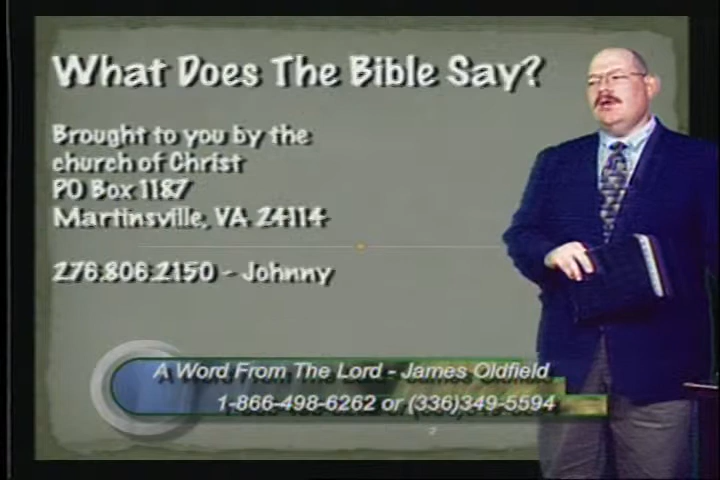 What Does The Bible Say?
Brought to you by the
church of Christ
PO Box 1187
Martinsville, VA 24114
276.806.2150 - Johnny
A Word From The Lord - James Oldfield
1-866-498-6262 or (336)349-5594